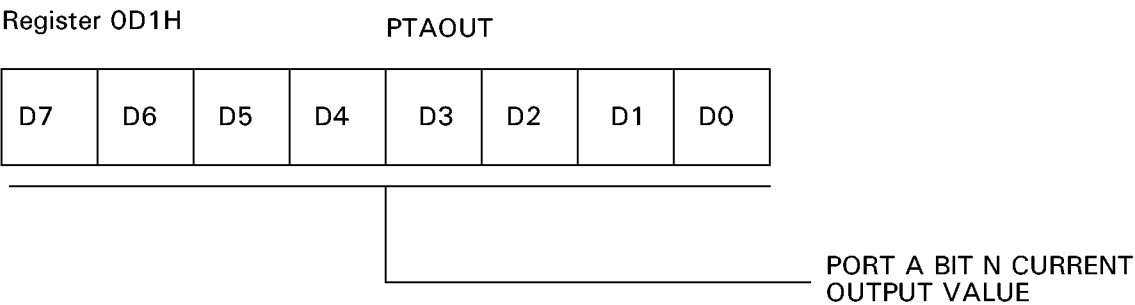 Register 0D1H
PTAOUT
D7 D6 D5 D4 D3 D2 D1 D0
PORT A BIT N CURRENT
OUTPUT VALUE